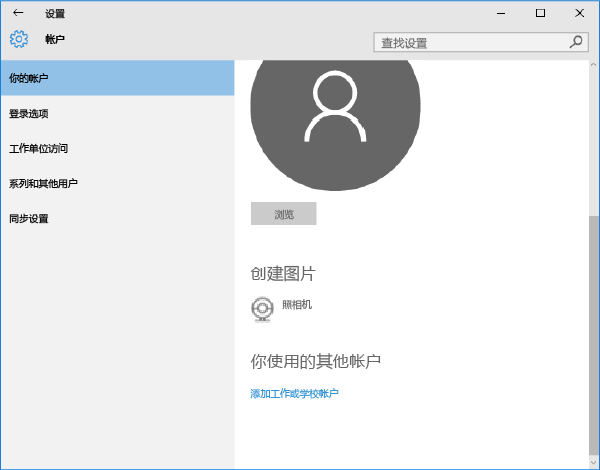 设置
帐户
查找设置
你的帐户
登录选项
工作单位访问
系列和其他用户
同步设置
浏览
创建图片
照相机
你使用的其他帐户
添加工作或学校帐户